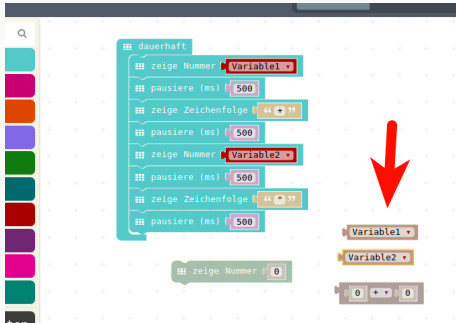 dauerhaft
zeige Nummer Variable1
pausiere (ms) 500
zeige Zeichenfolge “ + ”
pausiere (ms) 500
zeige Nummer Variable2
pausiere (ms) 500
zeige Zeichenfolge
pausiere (ms) 500
Variable1
Variable2
zeige Nummer 0
0 + 0